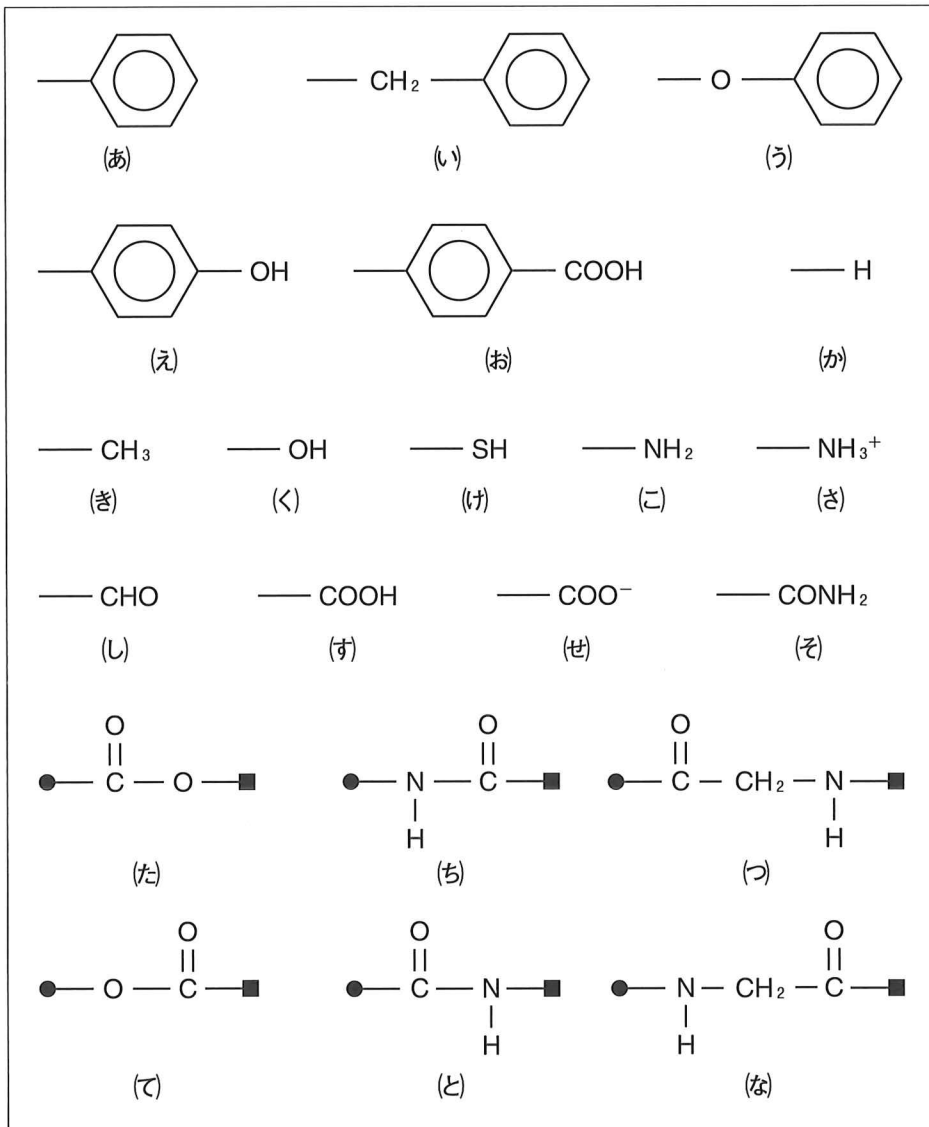 CH₂ O
(あ) (い) (う)
OH COOH H
(え) (お) (か)
CH₃ OH SH NH₂ NH₃⁺
(き) (く) (け) (こ) (さ)
CHO COOH COO⁻ CONH₂
(し) (す) (せ) (そ)
O O O
C O N C C CH₂ N
H H
(た) (ち) (つ)
O O O
O C C N N CH₂ C
H H
(て) (と) (な)